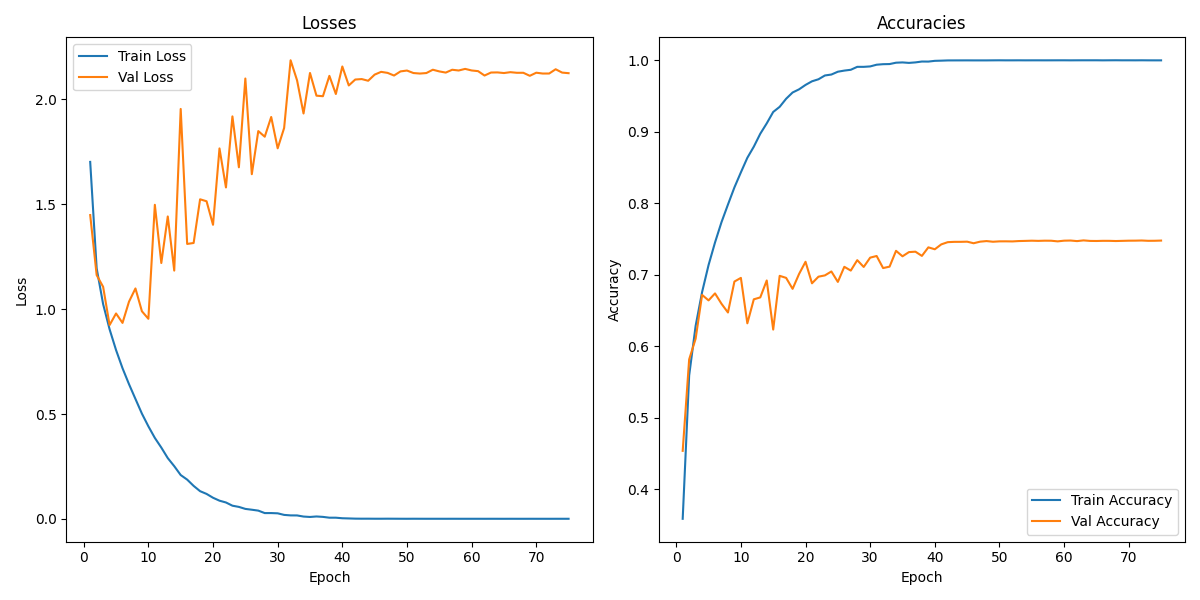 Losses
Train Loss
Val Loss
2.0
1.5
1.0
0.5
0.0
Loss
0 10 20 30 40 50 60 70
Epoch
Accuracies
1.0
0.9
0.8
0.7
0.6
0.5
0.4
Accuracy
Train Accuracy
Val Accuracy
0 10 20 30 40 50 60 70
Epoch